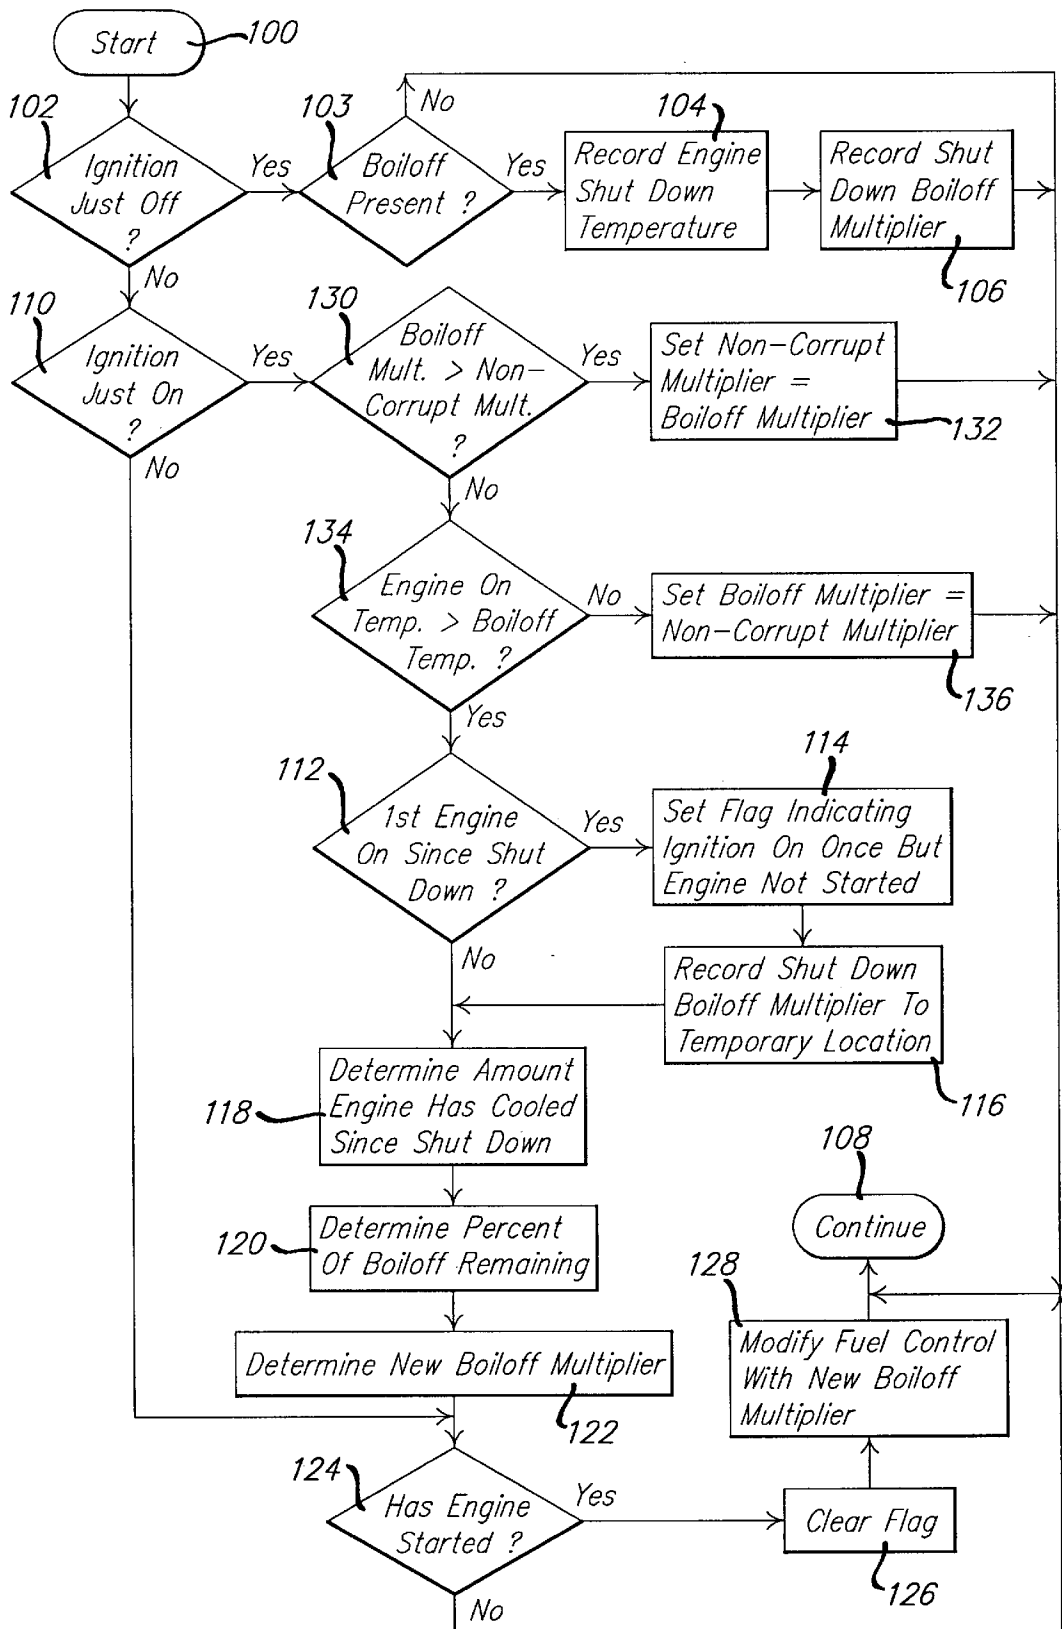 Start
100
102
Ignition
Just Off
?
Yes
No
103
Boiloff
Present ?
No
Yes
104
Record Engine
Shut Down
Temperature
Record Shut
Down Boiloff
Multiplier
106
110
Ignition
Just On
?
Yes
No
130
Boiloff
Mult. > Non-
Corrupt Mult.
?
Yes
No
Set Non-Corrupt
Multiplier =
Boiloff Multiplier
132
134
Engine On
Temp. > Boiloff
Temp. ?
No
Yes
Set Boiloff Multiplier =
Non-Corrupt Multiplier
136
112
1st Engine
On Since Shut
Down ?
Yes
No
114
Set Flag Indicating
Ignition On Once But
Engine Not Started
Record Shut Down
Boiloff Multiplier To
Temporary Location
116
118
Determine Amount
Engine Has Cooled
Since Shut Down
120
Determine Percent
Of Boiloff Remaining
Determine New Boiloff Multiplier
122
124
Has Engine
Started ?
Yes
No
Clear Flag
126
128
Modify Fuel Control
With New Boiloff
Multiplier
108
Continue